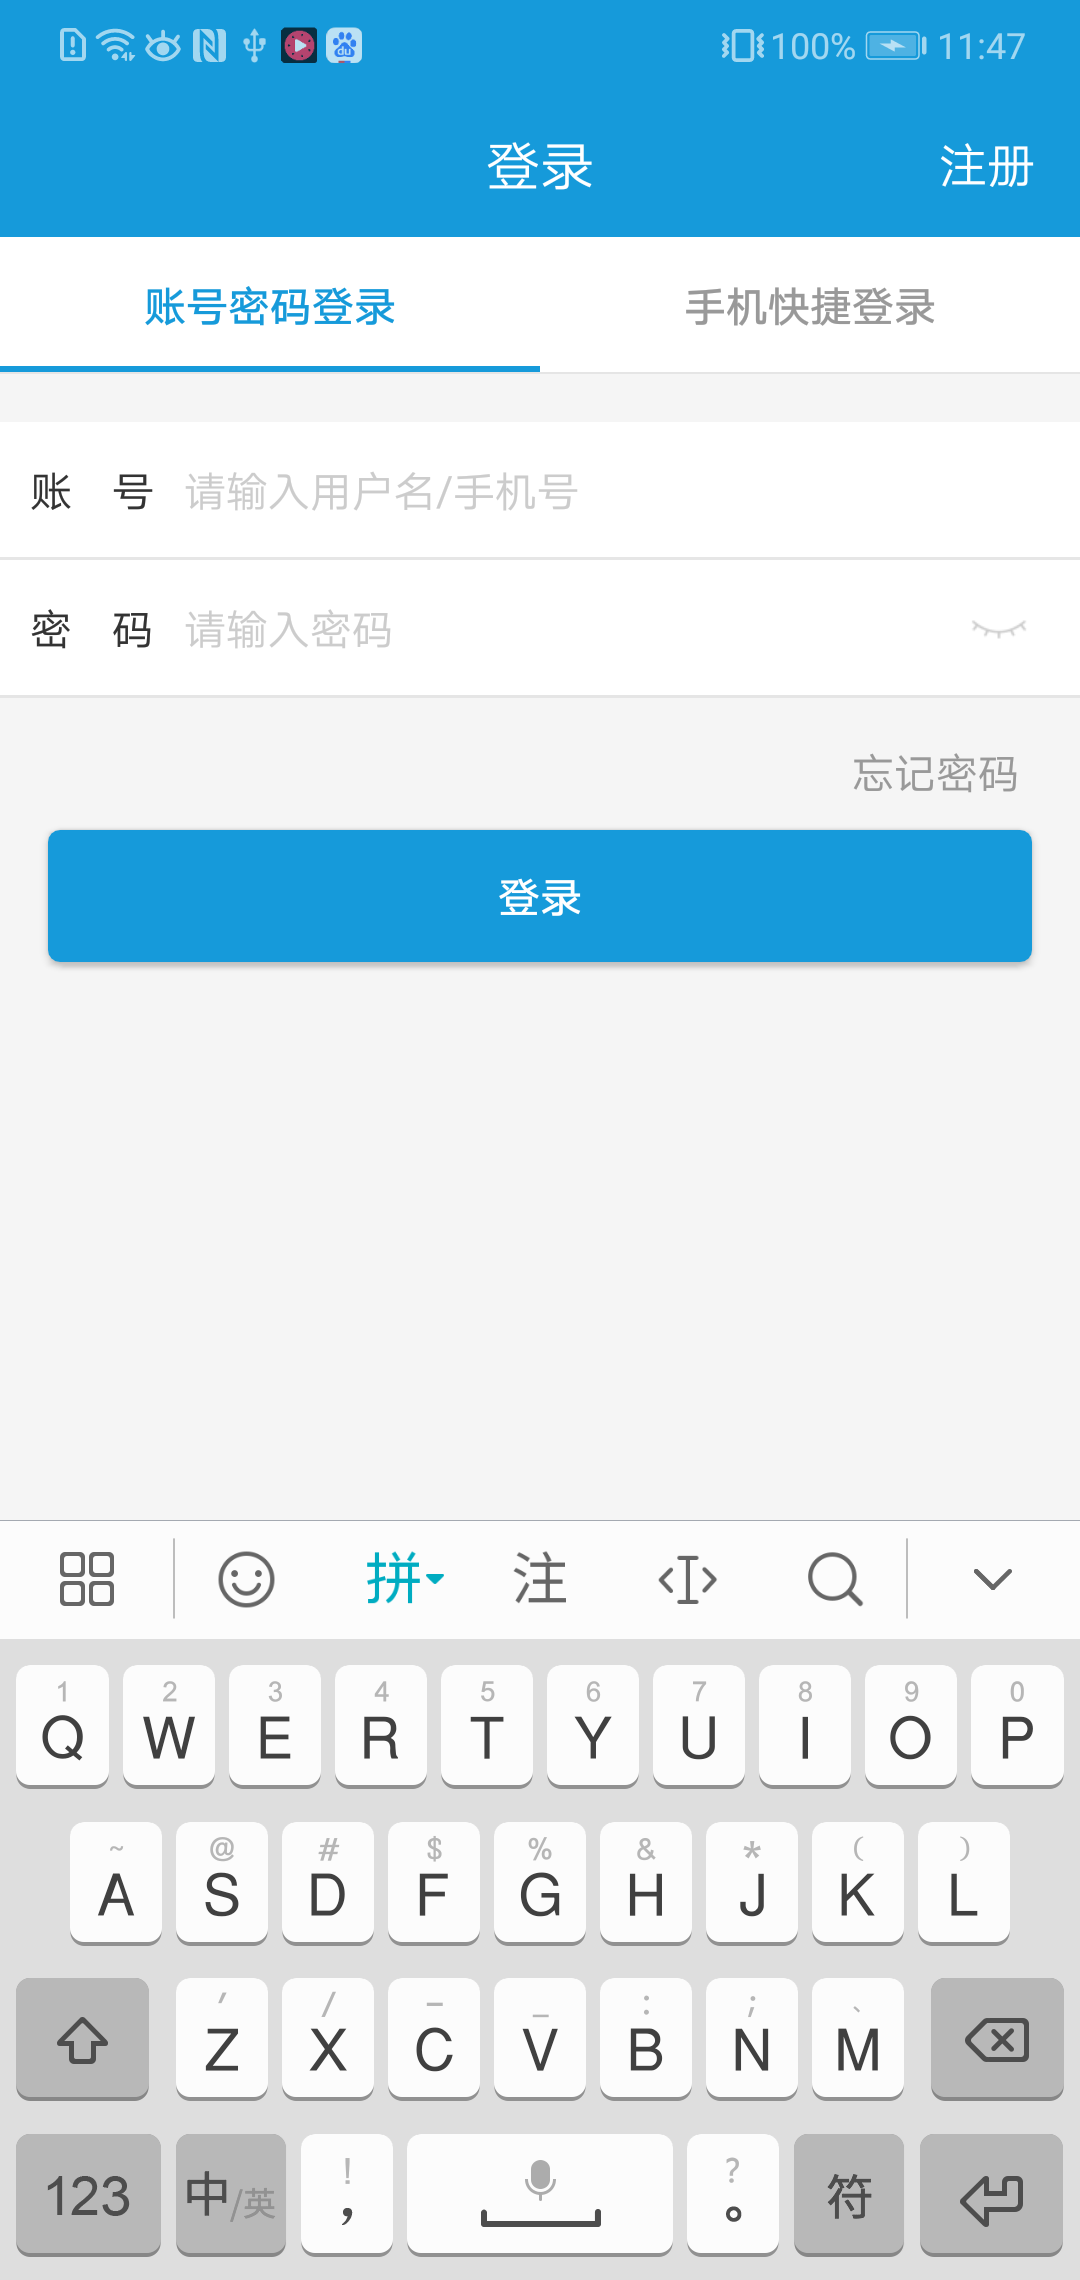 100% 11:47
登录 注册
账号密码登录 手机快捷登录
账 号 请输入用户名/手机号
密 码 请输入密码
忘记密码
登录
拼 注
1 2 3 4 5 6 7 8 9 0
Q W E R T Y U I O P
~ @ # $ % & * ( )
A S D F G H J K L
' / - _ : ; 、
Z X C V B N M
! ?
123 中/英 , 。 符